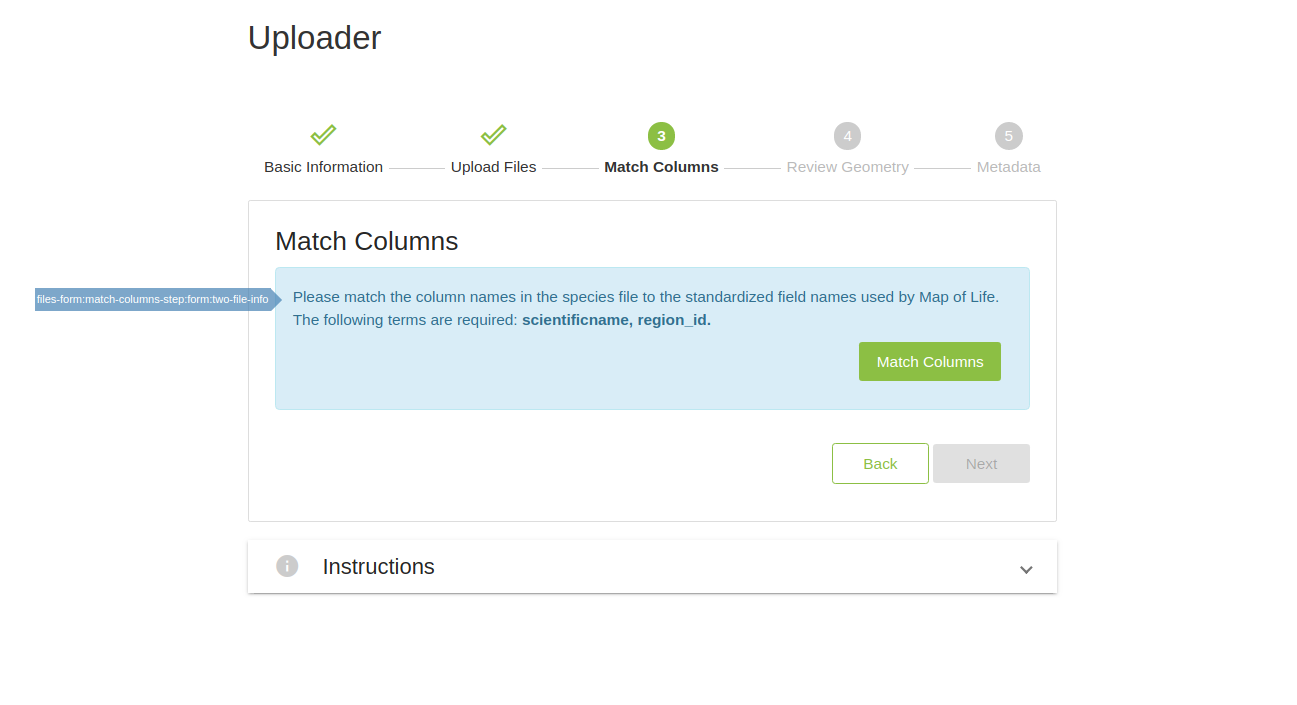 Uploader
3
4
5
Basic Information
Upload Files
Match Columns
Review Geometry
Metadata
Match Columns
files-form:match-columns-step:form:two-file-info
Please match the column names in the species file to the standardized field names used by Map of Life.
The following terms are required: scientificname, region_id.
Match Columns
Back
Next
Instructions